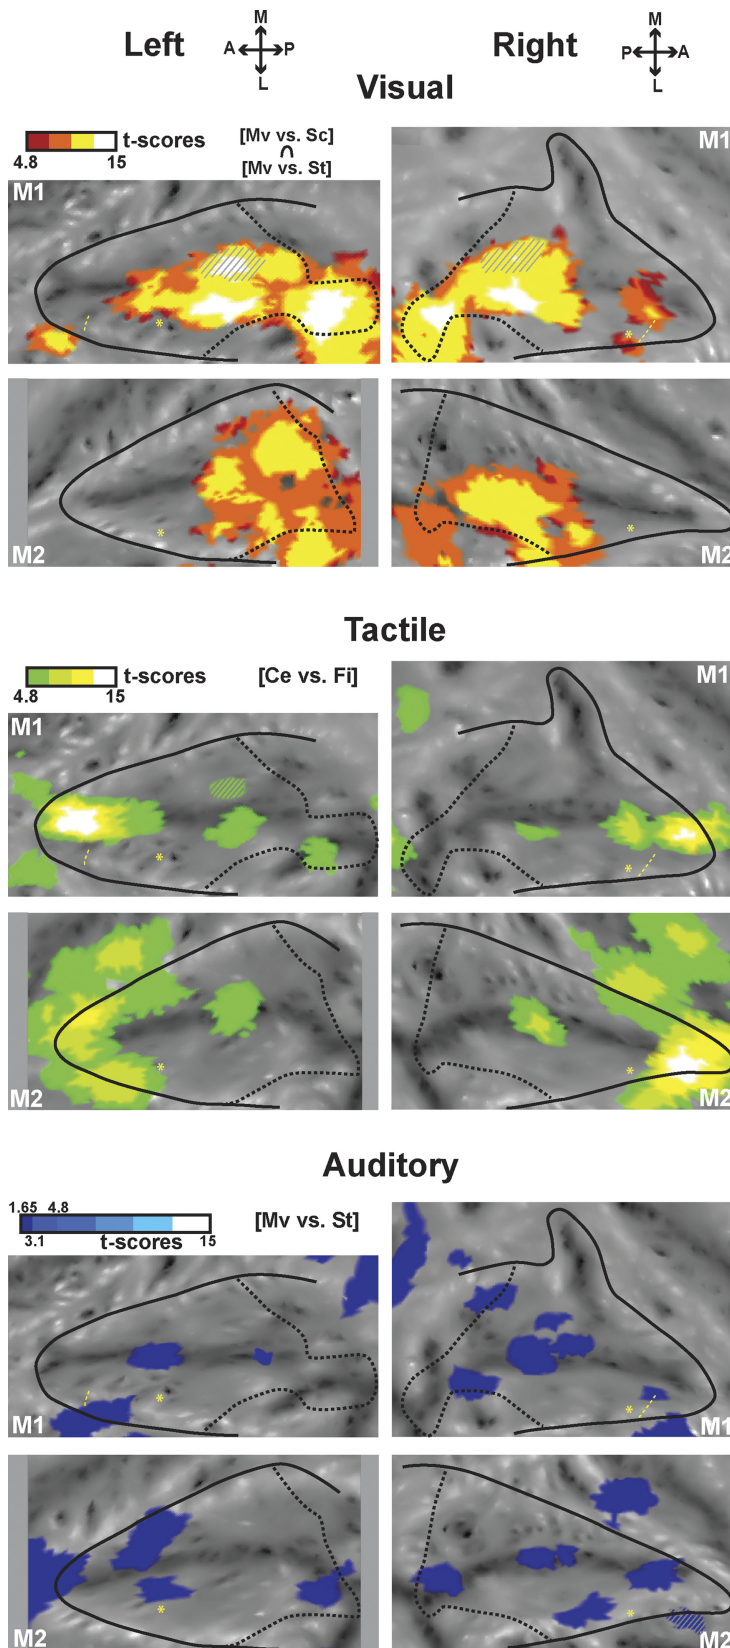 Left
M
A P
L
Right
M
P A
L
Visual
t-scores
4.8 15
[Mv vs. Sc]
∩
[Mv vs. St]
M1
M1
*
*
*
*
M2
M2
Tactile
t-scores
4.8 15
[Ce vs. Fi]
M1
M1
*
*
*
*
M2
M2
Auditory
1.65 4.8
3.1 t-scores 15
[Mv vs. St]
*
*
M1
M1
*
*
M2
M2